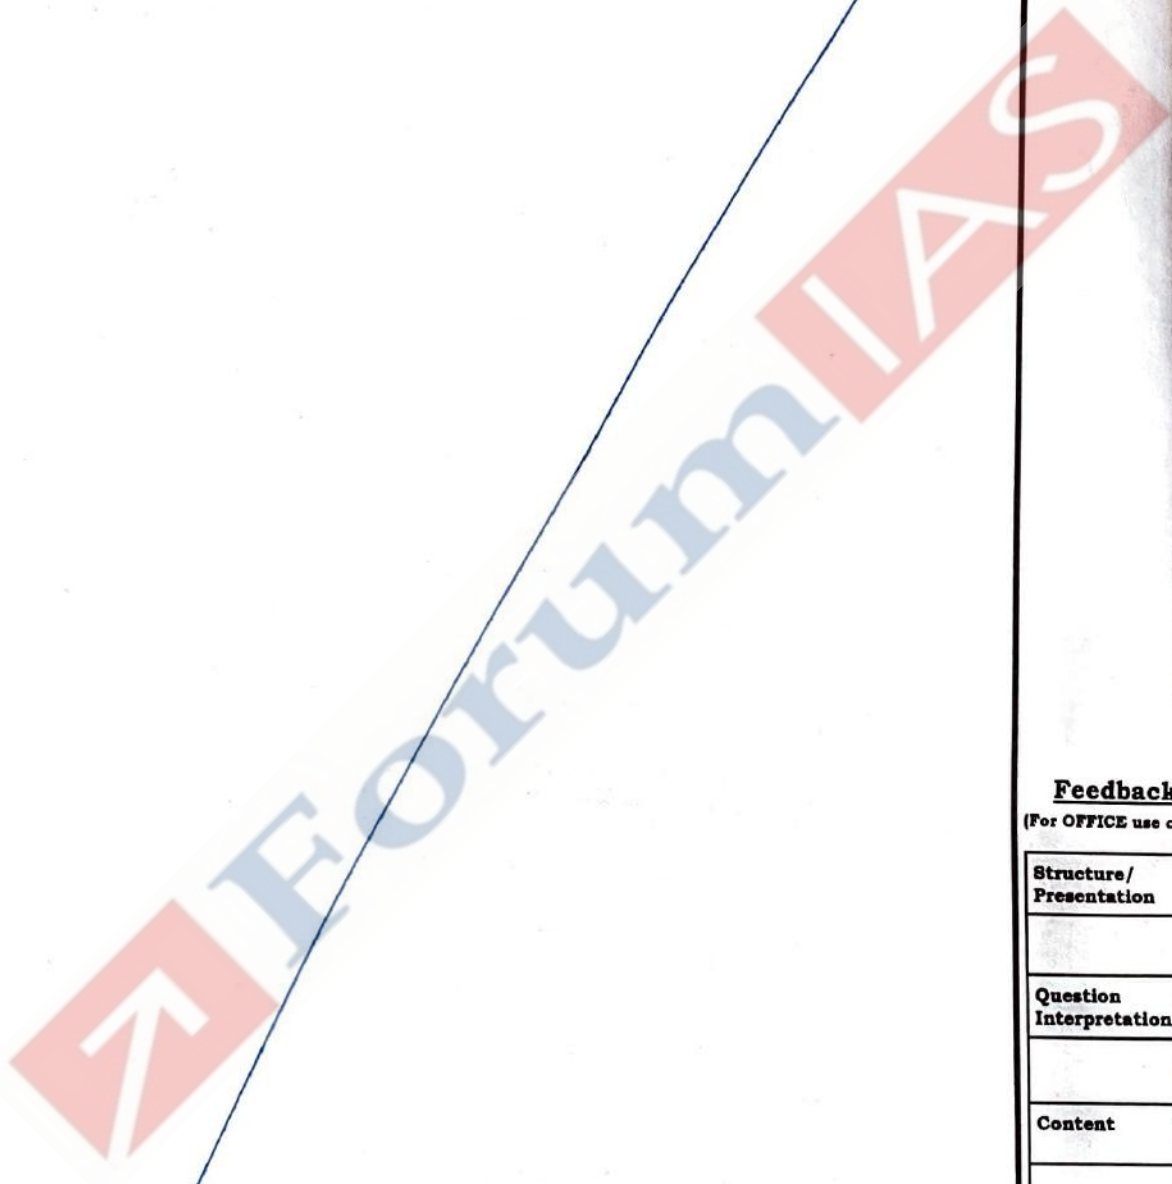 ForumIAS
Feedback
(For OFFICE use
Structure/
Presentation
Question
Interpretation
Content